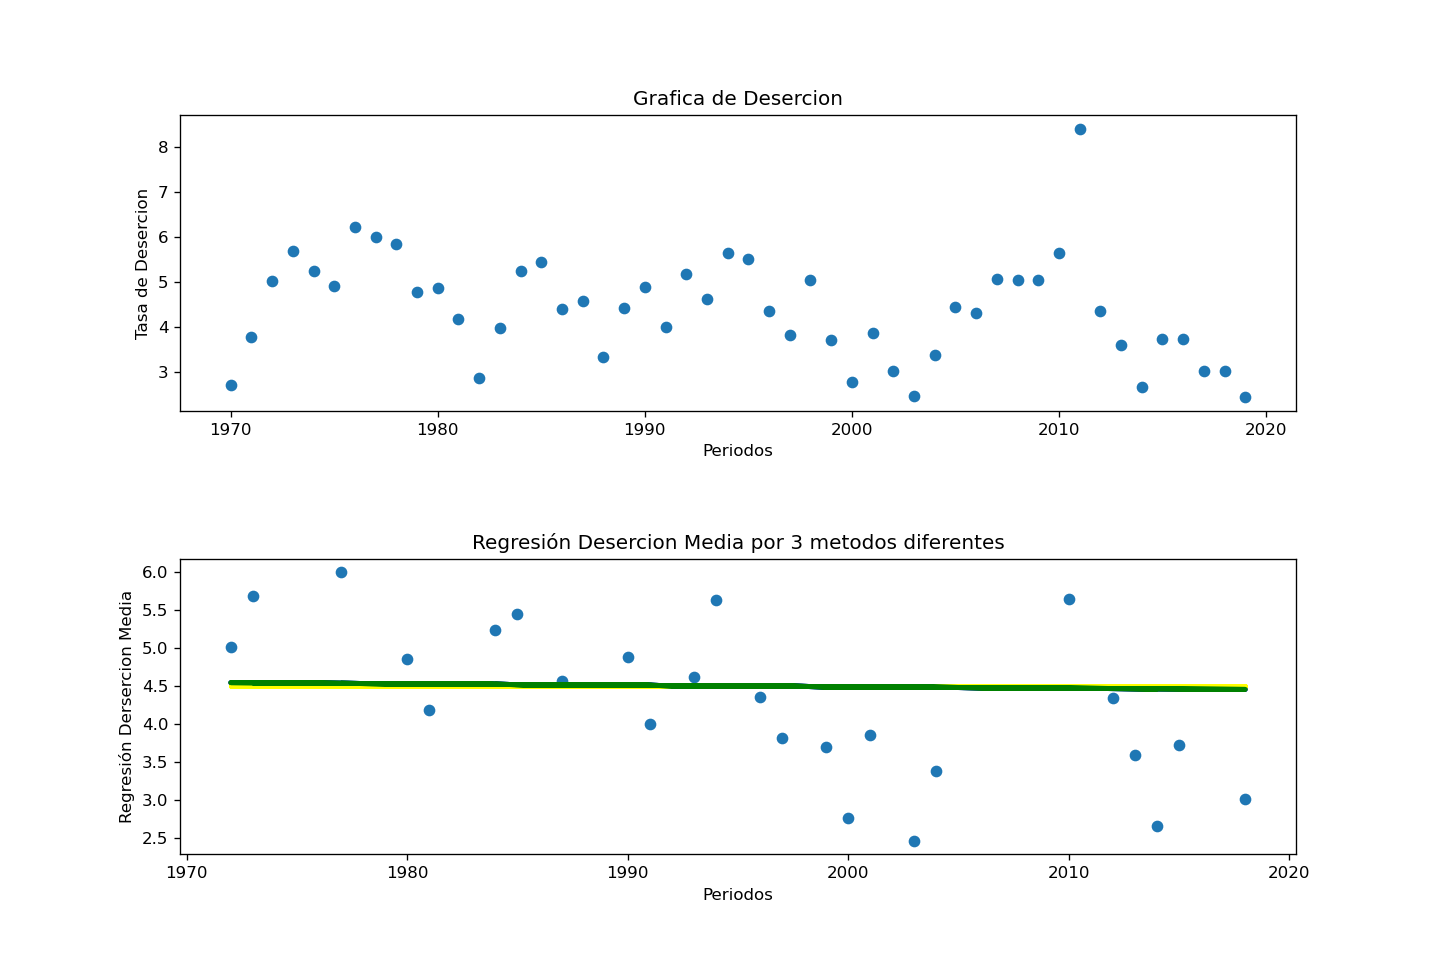 Grafica de Desercion
Tasa de Desercion
8
7
6
5
4
3
1970 1980 1990 2000 2010 2020
Periodos
Regresión Desercion Media por 3 metodos diferentes
Regresión Dersercion Media
6.0
5.5
5.0
4.5
4.0
3.5
3.0
2.5
1970 1980 1990 2000 2010 2020
Periodos